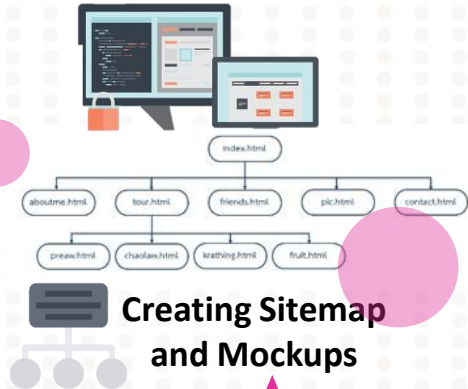 index.html
aboutme.html tour.html friends.html pic.html contact.html
preaw.html chaolaw.html krathing.html fruit.html
Creating Sitemap
and Mockups